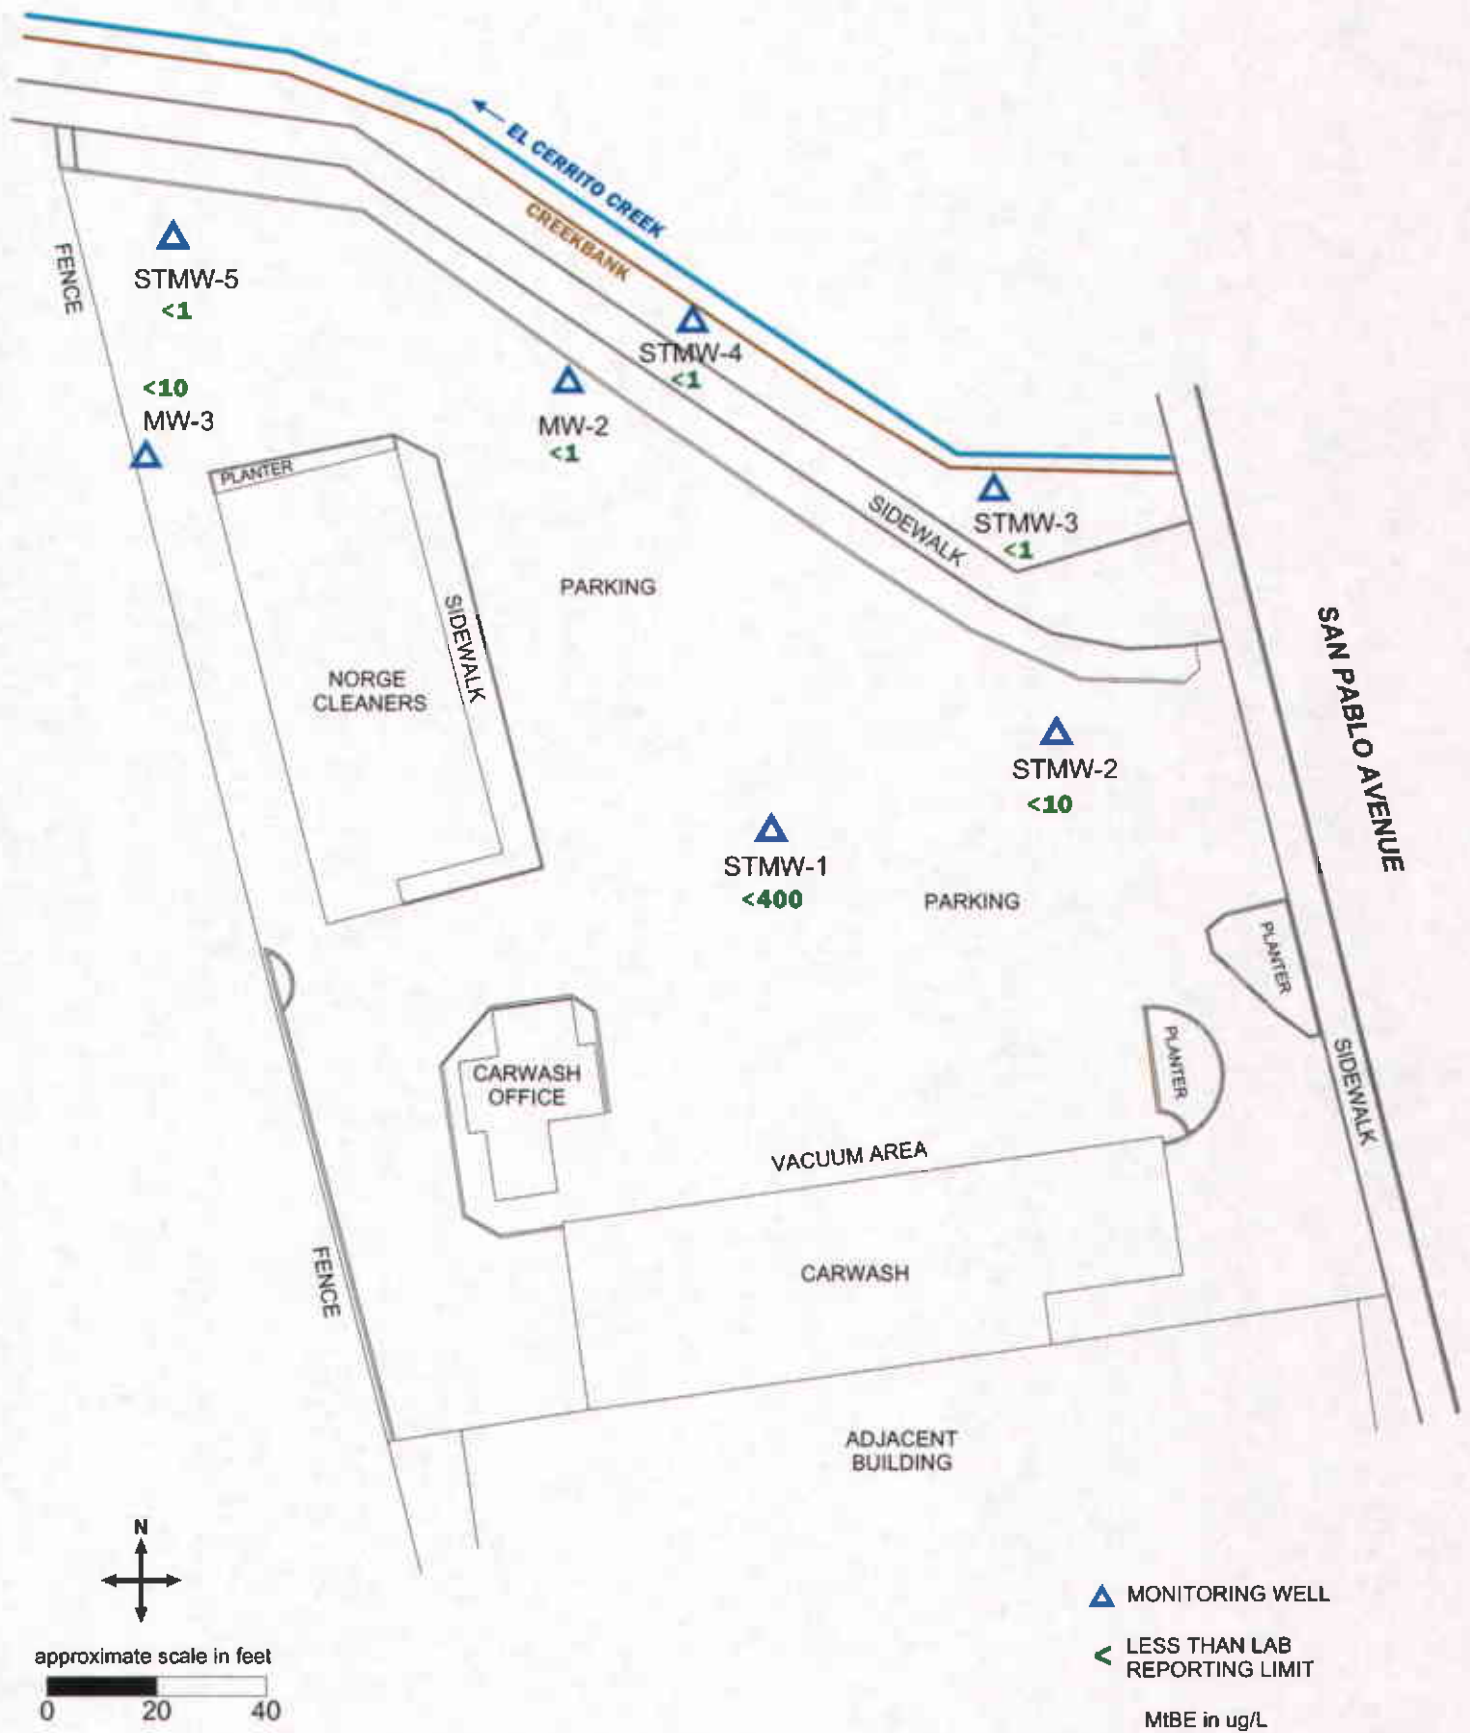 EL CERRITO CREEK
CREEKBANK
FENCE
STMW-5
<1
<10
MW-3
STMW-4
<1
MW-2
<1
PLANTER
STMW-3
<1
SIDEWALK
PARKING
SIDEWALK
NORGE
CLEANERS
SAN PABLO AVENUE
STMW-2
<10
STMW-1
<400
PARKING
PLANTER
PLANTER
SIDEWALK
CARWASH
OFFICE
VACUUM AREA
FENCE
CARWASH
ADJACENT
BUILDING
N
approximate scale in feet
0 20 40
MONITORING WELL
< LESS THAN LAB
REPORTING LIMIT
MtBE in ug/L